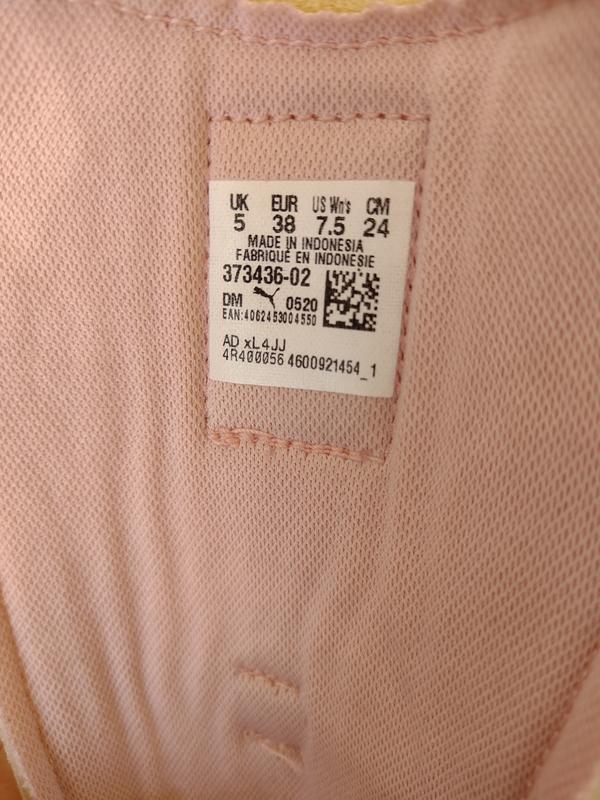 UK EUR US Wn's CM
5 38 7.5 24
MADE IN INDONESIA
FABRIQUÉ EN INDONESIE
373436-02
DM 0520
EAN:4062453004550
AD xL4JJ
4R400056 4600921454_1